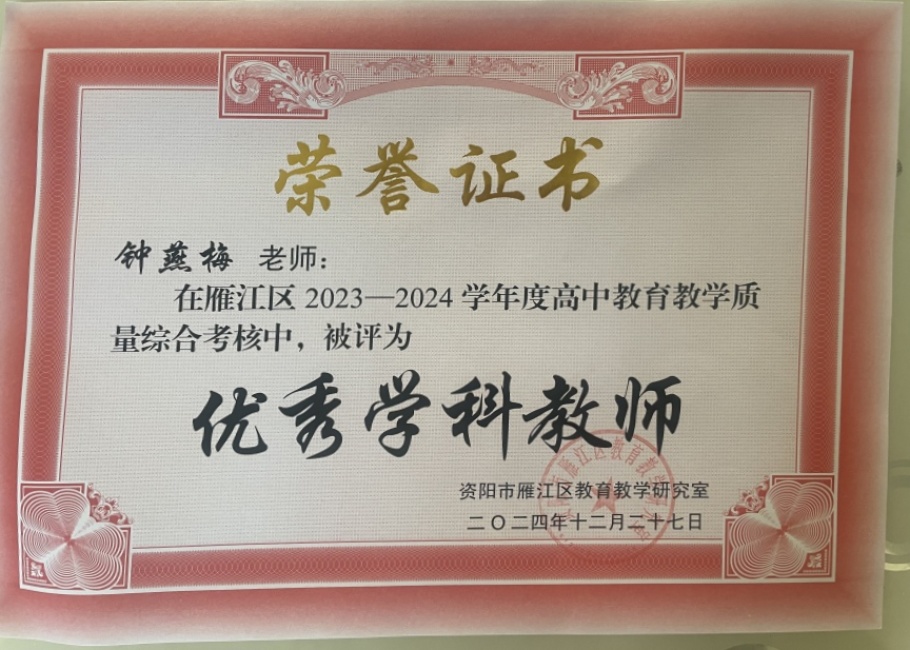 荣誉证书
钟燕梅 老师：
在雁江区 2023—2024 学年度高中教育教学质
量综合考核中，被评为
优秀学科教师
资阳市雁江区教育教学研究室
二〇二四年十二月二十七日